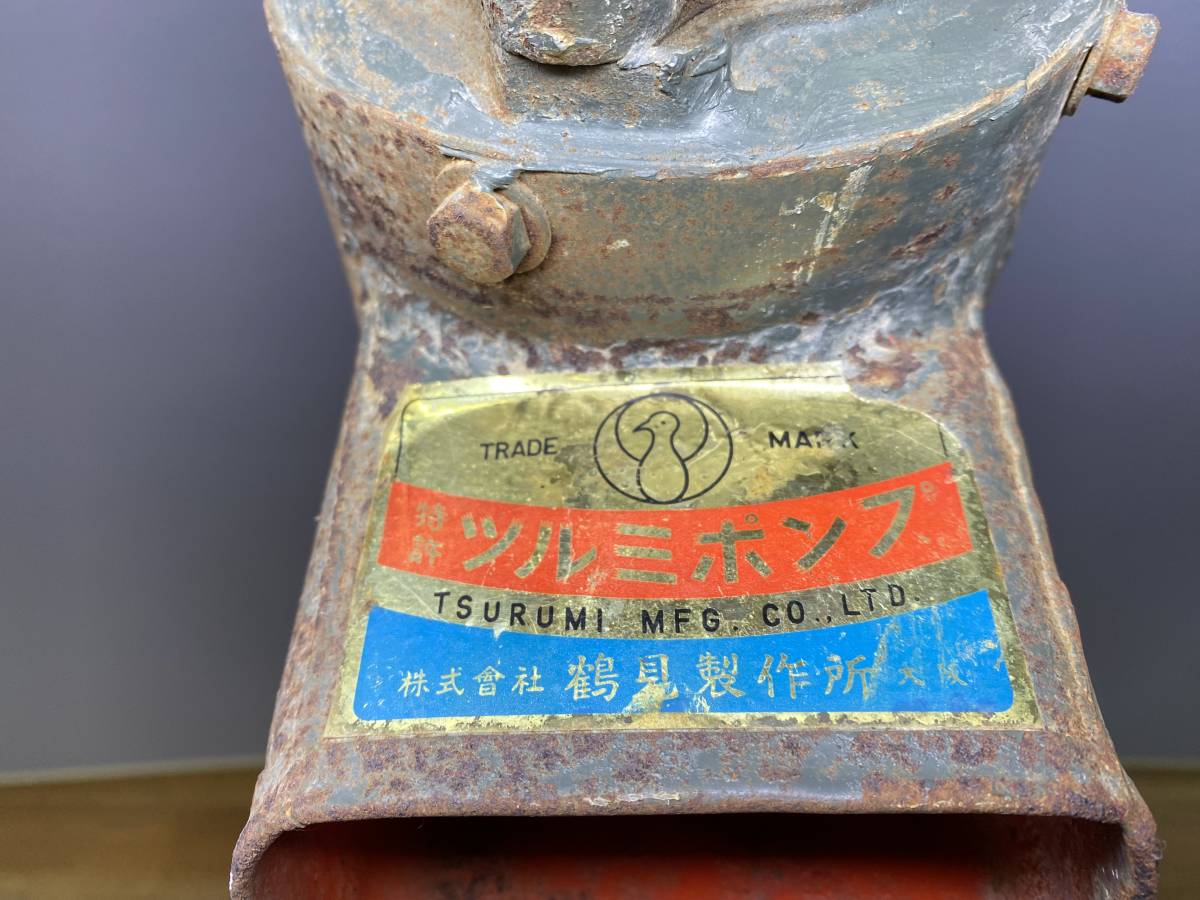 TRADE MARK
特許 ツルミポンプ
TSURUMI MFG. CO., LTD.
株式會社 鶴見製作所 大阪